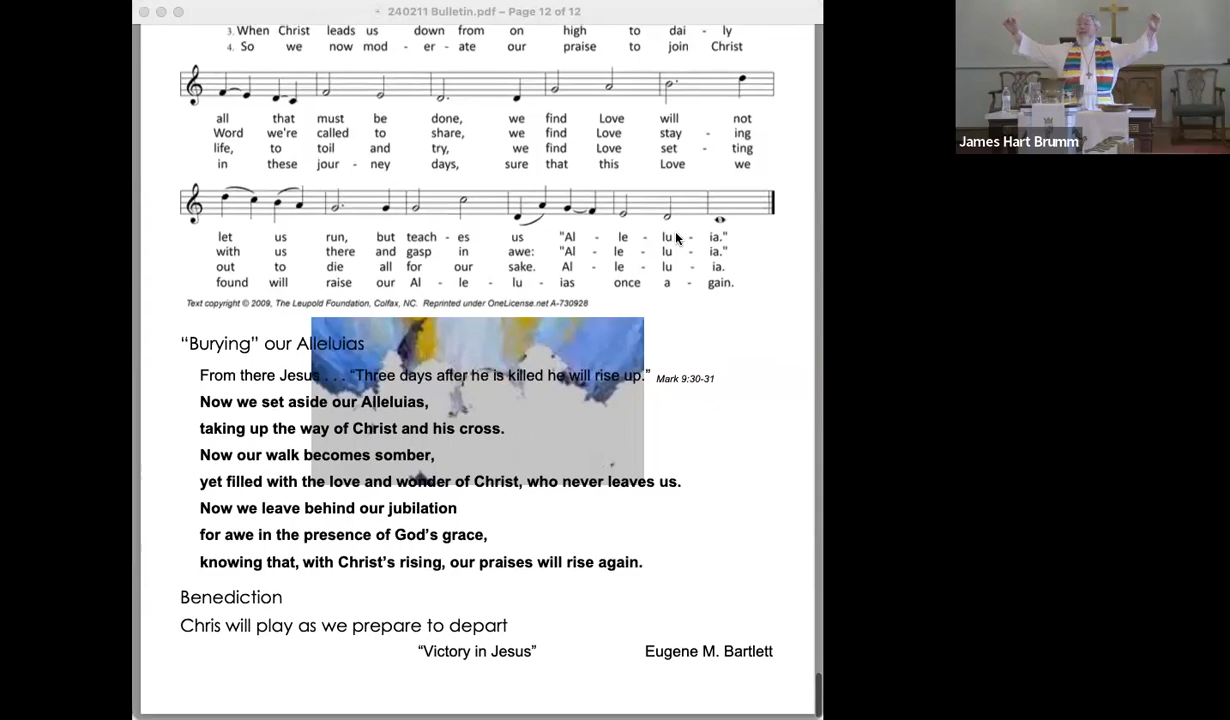 240211 Bulletin.pdf – Page 12 of 12
3. When Christ leads us down from on high to dai - ly
4. So we now mod - er - ate our praise to join Christ
all that must be done, we find Love will not
Word we're called to share, we find Love stay - ing
life, to toil and try, we find Love set - ting
in these jour - ney days, sure that this Love we
let us run, but teach - es us "Al - le - lu - ia."
with us there and gasp in awe: "Al - le - lu - ia."
out to die all for our sake. Al - le - lu - ia.
found will raise our Al - le - lu - ias once a - gain.
Text copyright © 2009, The Leupold Foundation, Colfax, NC. Reprinted under OneLicense.net A-730928
“Burying” our Alleluias
From there Jesus . . . “Three days after he is killed he will rise up.” Mark 9:30-31
Now we set aside our Alleluias,
taking up the way of Christ and his cross.
Now our walk becomes somber,
yet filled with the love and wonder of Christ, who never leaves us.
Now we leave behind our jubilation
for awe in the presence of God’s grace,
knowing that, with Christ’s rising, our praises will rise again.
Benediction
Chris will play as we prepare to depart
“Victory in Jesus” Eugene M. Bartlett
James Hart Brumm